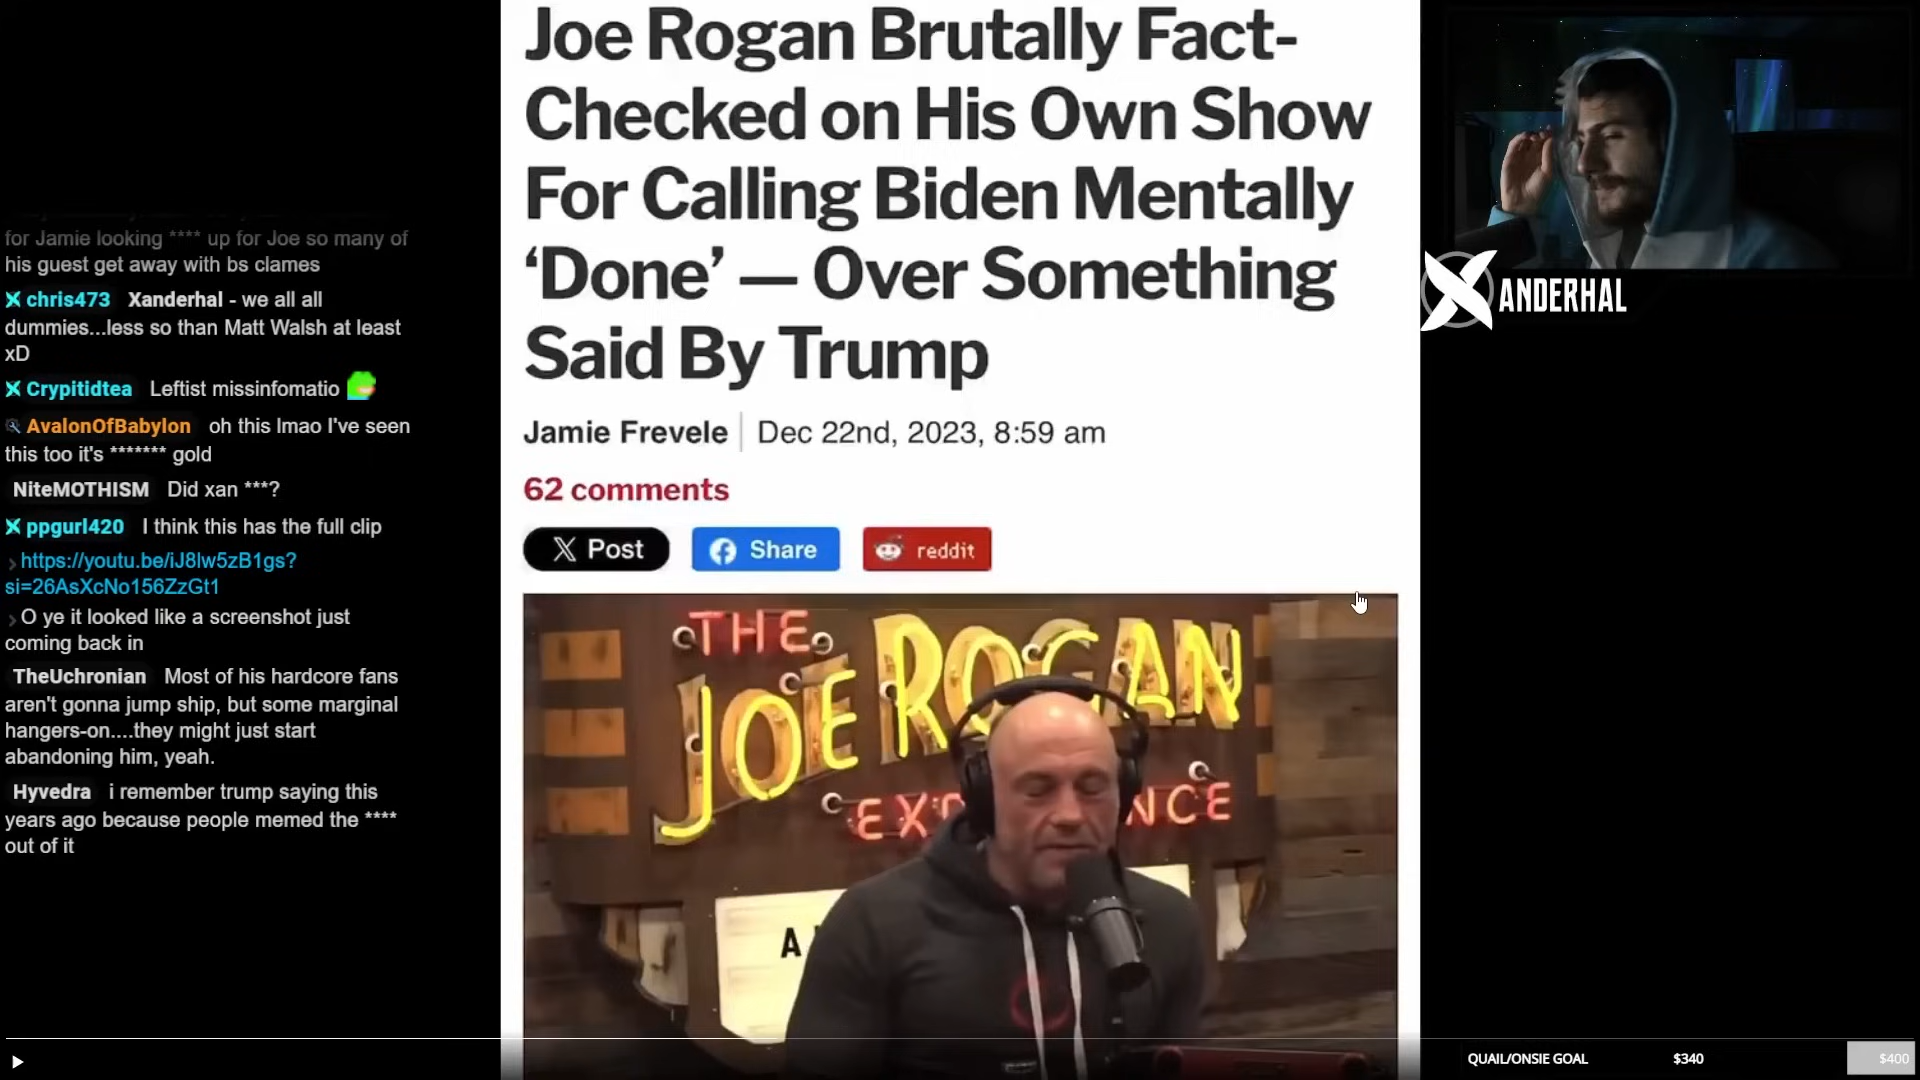 for Jamie looking **** up for Joe so many of
his guest get away with bs clames
chris473 Xanderhal - we all all
dummies...less so than Matt Walsh at least
xD
Crypitidtea Leftist missinfomatio
AvalonOfBabylon oh this lmao I've seen
this too it's ******* gold
NiteMOTHISM Did xan ***?
ppgurl420 I think this has the full clip
https://youtu.be/iJ8lw5zB1gs?
si=26AsXcNo156ZzGt1
O ye it looked like a screenshot just
coming back in
TheUchronian Most of his hardcore fans
aren't gonna jump ship, but some marginal
hangers-on....they might just start
abandoning him, yeah.
Hyvedra i remember trump saying this
years ago because people memed the ****
out of it
Joe Rogan Brutally Fact-
Checked on His Own Show
For Calling Biden Mentally
‘Done’ — Over Something
Said By Trump
Jamie Frevele | Dec 22nd, 2023, 8:59 am
62 comments
X Post
Share
reddit
THE
JOE ROGAN
A
XANDERHAL
QUAIL/ONSIE GOAL $340 $400